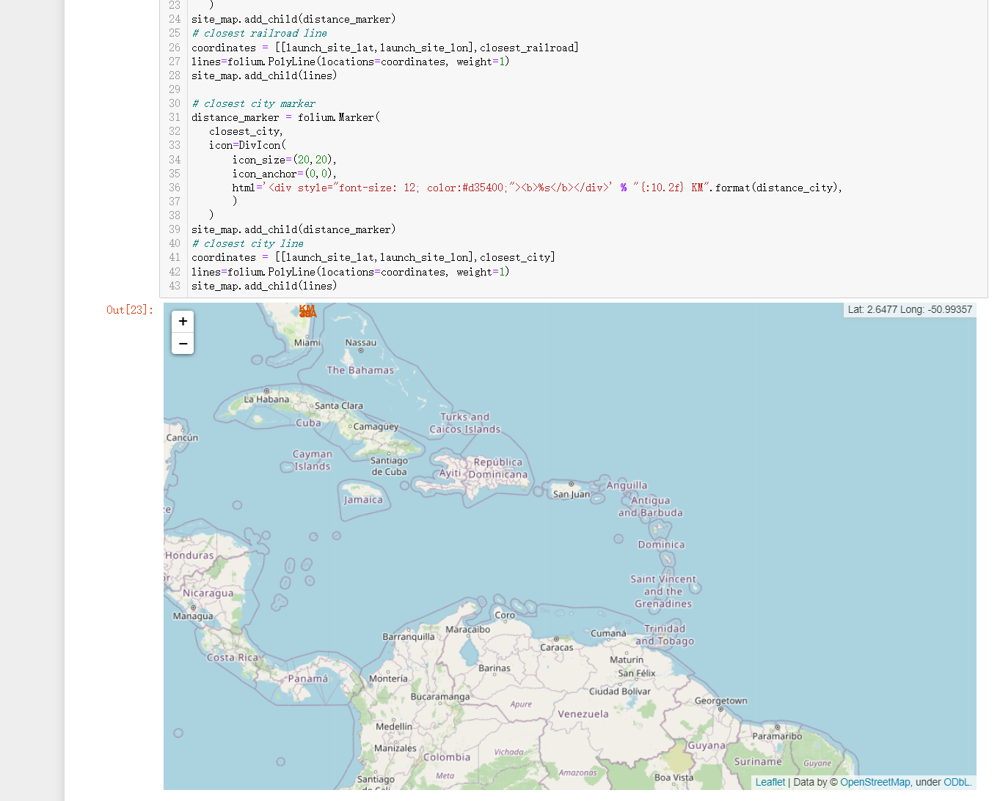 23 )
24 site_map.add_child(distance_marker)
25 # closest railroad line
26 coordinates = [[launch_site_lat,launch_site_lon],closest_railroad]
27 lines=folium.PolyLine(locations=coordinates, weight=1)
28 site_map.add_child(lines)
29
30 # closest city marker
31 distance_marker = folium.Marker(
32 closest_city,
33 icon=DivIcon(
34 icon_size=(20,20),
35 icon_anchor=(0,0),
36 html='<div style="font-size: 12; color:#d35400;"><b>%s</b></div>' % "{:10.2f} KM".format(distance_city),
37 )
38 )
39 site_map.add_child(distance_marker)
40 # closest city line
41 coordinates = [[launch_site_lat,launch_site_lon],closest_city]
42 lines=folium.PolyLine(locations=coordinates, weight=1)
43 site_map.add_child(lines)
Out[23]:
+
−
KM
Lat: 2.6477 Long: -50.99357
Miami
Nassau
The Bahamas
La Habana
Santa Clara
Cuba
Camagüey
Turks and
Caicos Islands
Cancún
Cayman
Islands
Santiago
de Cuba
Ayiti
República
Dominicana
San Juan
Anguilla
Jamaica
Antigua
and Barbuda
Dominica
Honduras
Saint Vincent
and the
Grenadines
Nicaragua
Managua
Coro
Maracaibo
Barranquilla
Cumaná
Trinidad
and Tobago
Caracas
Costa Rica
Maturín
Barinas
San Félix
Panamá
Montería
Ciudad Bolívar
Bucaramanga
Apure
Georgetown
Venezuela
Medellín
Paramaribo
Manizales
Guyana
Colombia
Vichada
Suriname
Guyane
Meta
Amazonas
Boa Vista
Santiago
de Cali
Leaflet | Data by © OpenStreetMap, under ODbL.